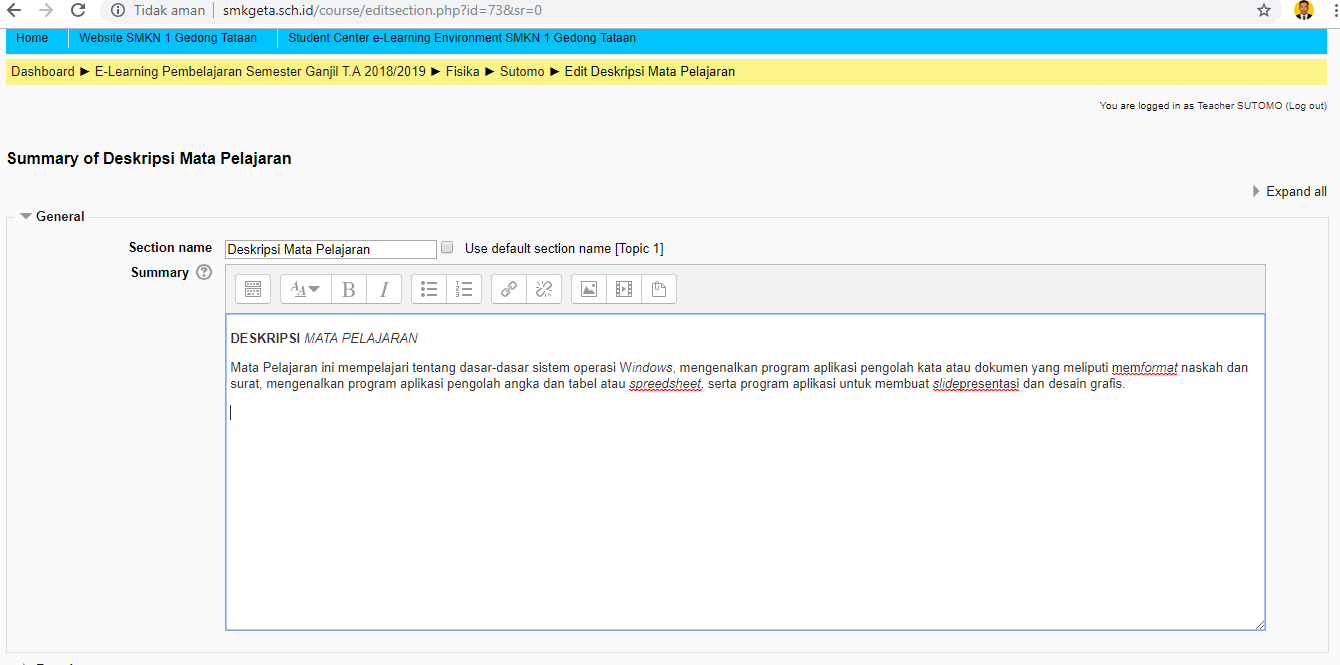 Tidak aman | smkgeta.sch.id/course/editsection.php?id=73&sr=0
Home Website SMKN 1 Gedong Tataan Student Center e-Learning Environment SMKN 1 Gedong Tataan
Dashboard ► E-Learning Pembelajaran Semester Ganjil T.A 2018/2019 ► Fisika ► Sutomo ► Edit Deskripsi Mata Pelajaran
You are logged in as Teacher SUTOMO (Log out)
Summary of Deskripsi Mata Pelajaran
Expand all
General
Section name Deskripsi Mata Pelajaran Use default section name [Topic 1]
Summary
DESKRIPSI MATA PELAJARAN
Mata Pelajaran ini mempelajari tentang dasar-dasar sistem operasi Windows, mengenalkan program aplikasi pengolah kata atau dokumen yang meliputi memformat naskah dan
surat, mengenalkan program aplikasi pengolah angka dan tabel atau spreedsheet, serta program aplikasi untuk membuat slidepresentasi dan desain grafis.